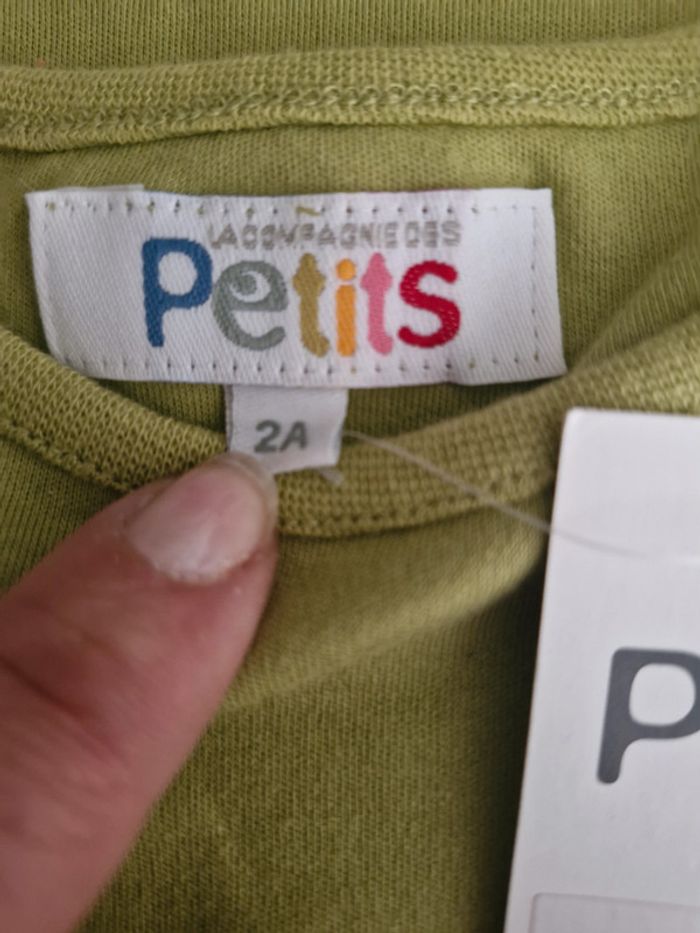 LA COMPAGNIE DES
Petits
2A
P